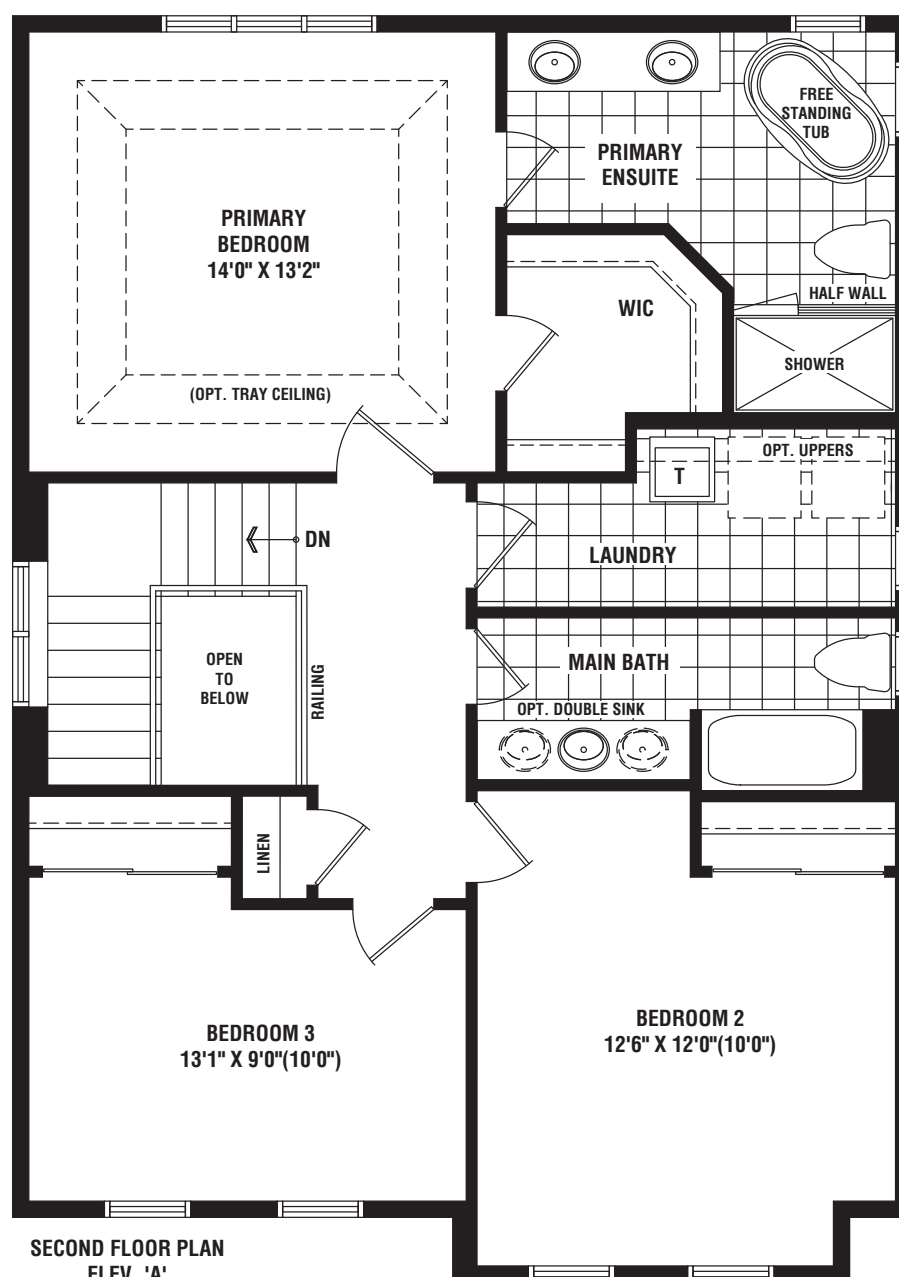 FREE
STANDING
TUB
PRIMARY
ENSUITE
PRIMARY
BEDROOM
14'0" X 13'2"
HALF WALL
WIC
SHOWER
(OPT. TRAY CEILING)
OPT. UPPERS
T
DN
LAUNDRY
OPEN
TO
BELOW
RAILING
MAIN BATH
OPT. DOUBLE SINK
LINEN
BEDROOM 3
13'1" X 9'0"(10'0")
BEDROOM 2
12'6" X 12'0"(10'0")
SECOND FLOOR PLAN
ELEV. 'A'